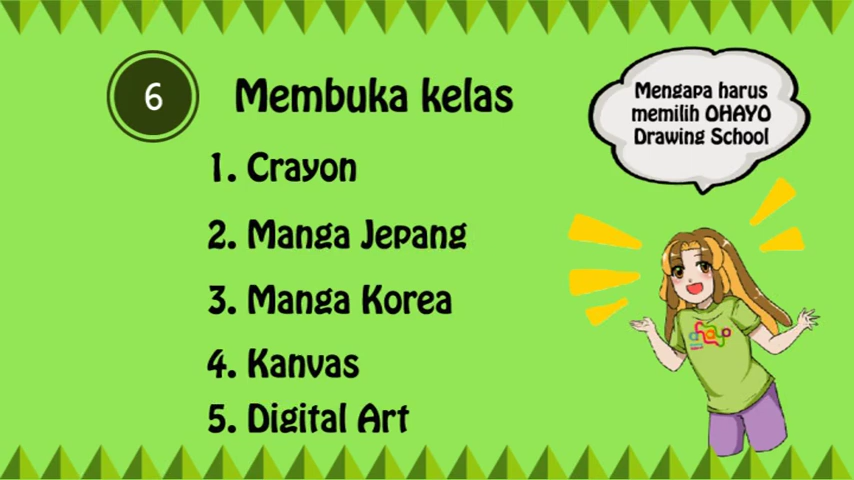 6
Membuka kelas
1. Crayon
2. Manga Jepang
3. Manga Korea
4. Kanvas
5. Digital Art
Mengapa harus
memilih OHAYO
Drawing School
ohayo